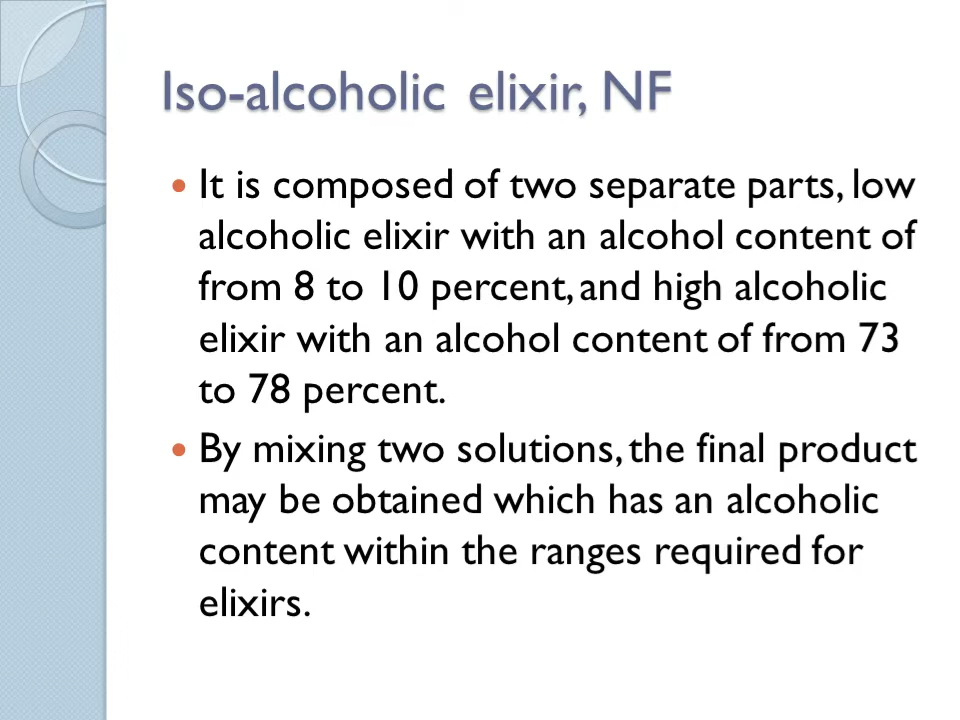 Iso-alcoholic elixir, NF
• It is composed of two separate parts, low
alcoholic elixir with an alcohol content of
from 8 to 10 percent, and high alcoholic
elixir with an alcohol content of from 73
to 78 percent.
• By mixing two solutions, the final product
may be obtained which has an alcoholic
content within the ranges required for
elixirs.